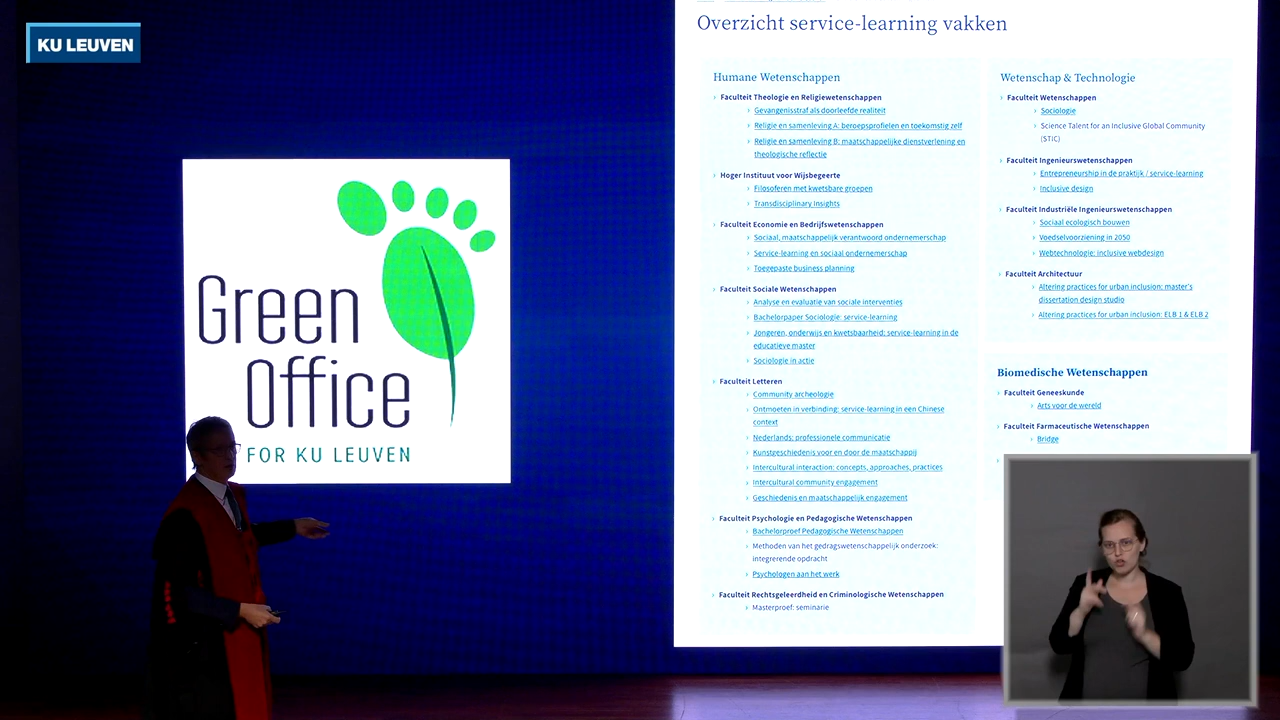 KU LEUVEN
Green
Office
FOR KU LEUVEN
Overzicht service-learning vakken
Humane Wetenschappen
Faculteit Theologie en Religiewetenschappen
Gevangenisstraf als doorleefde realiteit
Religie en samenleving A: beroepsprofielen en toekomstig zelf
Religie en samenleving B: maatschappelijke dienstverlening en
theologische reflectie
Hoger Instituut voor Wijsbegeerte
Filosoferen met kwetsbare groepen
Transdisciplinary Insights
Faculteit Economie en Bedrijfswetenschappen
Sociaal, maatschappelijk verantwoord ondernemerschap
Service-learning en sociaal ondernemerschap
Toegepaste business planning
Faculteit Sociale Wetenschappen
Analyse en evaluatie van sociale interventies
Bachelorpaper Sociologie: service-learning
Jongeren, onderwijs en kwetsbaarheid: service-learning in de
educatieve master
Sociologie in actie
Faculteit Letteren
Community archeologie
Ontmoeten in verbinding: service-learning in een Chinese
context
Nederlands: professionele communicatie
Kunstgeschiedenis voor en door de maatschappij
Intercultural interaction: concepts, approaches, practices
Intercultural community engagement
Geschiedenis en maatschappelijk engagement
Faculteit Psychologie en Pedagogische Wetenschappen
Bachelorproef Pedagogische Wetenschappen
Methoden van het gedragswetenschappelijk onderzoek:
integrerende opdracht
Psychologen aan het werk
Faculteit Rechtsgeleerdheid en Criminologische Wetenschappen
Masterproef: seminarie
Wetenschap & Technologie
Faculteit Wetenschappen
Sociologie
Science Talent for an Inclusive Global Community
(STIC)
Faculteit Ingenieurswetenschappen
Entrepreneurship in de praktijk / service-learning
Inclusive design
Faculteit Industriële Ingenieurswetenschappen
Sociaal ecologisch bouwen
Voedselvoorziening in 2050
Webtechnologie: inclusive webdesign
Faculteit Architectuur
Altering practices for urban inclusion: master's
dissertation design studio
Altering practices for urban inclusion: ELB 1 & ELB 2
Biomedische Wetenschappen
Faculteit Geneeskunde
Arts voor de wereld
Faculteit Farmaceutische Wetenschappen
Bridge